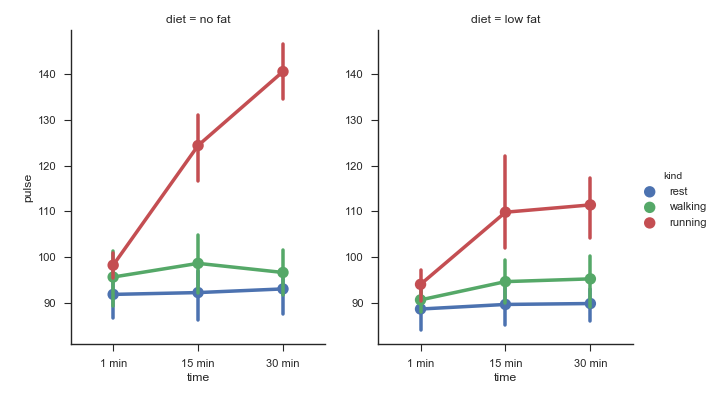 diet = no fat
diet = low fat
pulse
140
130
120
110
100
90
1 min
15 min
30 min
time
140
130
120
110
100
90
1 min
15 min
30 min
time
kind
rest
walking
running